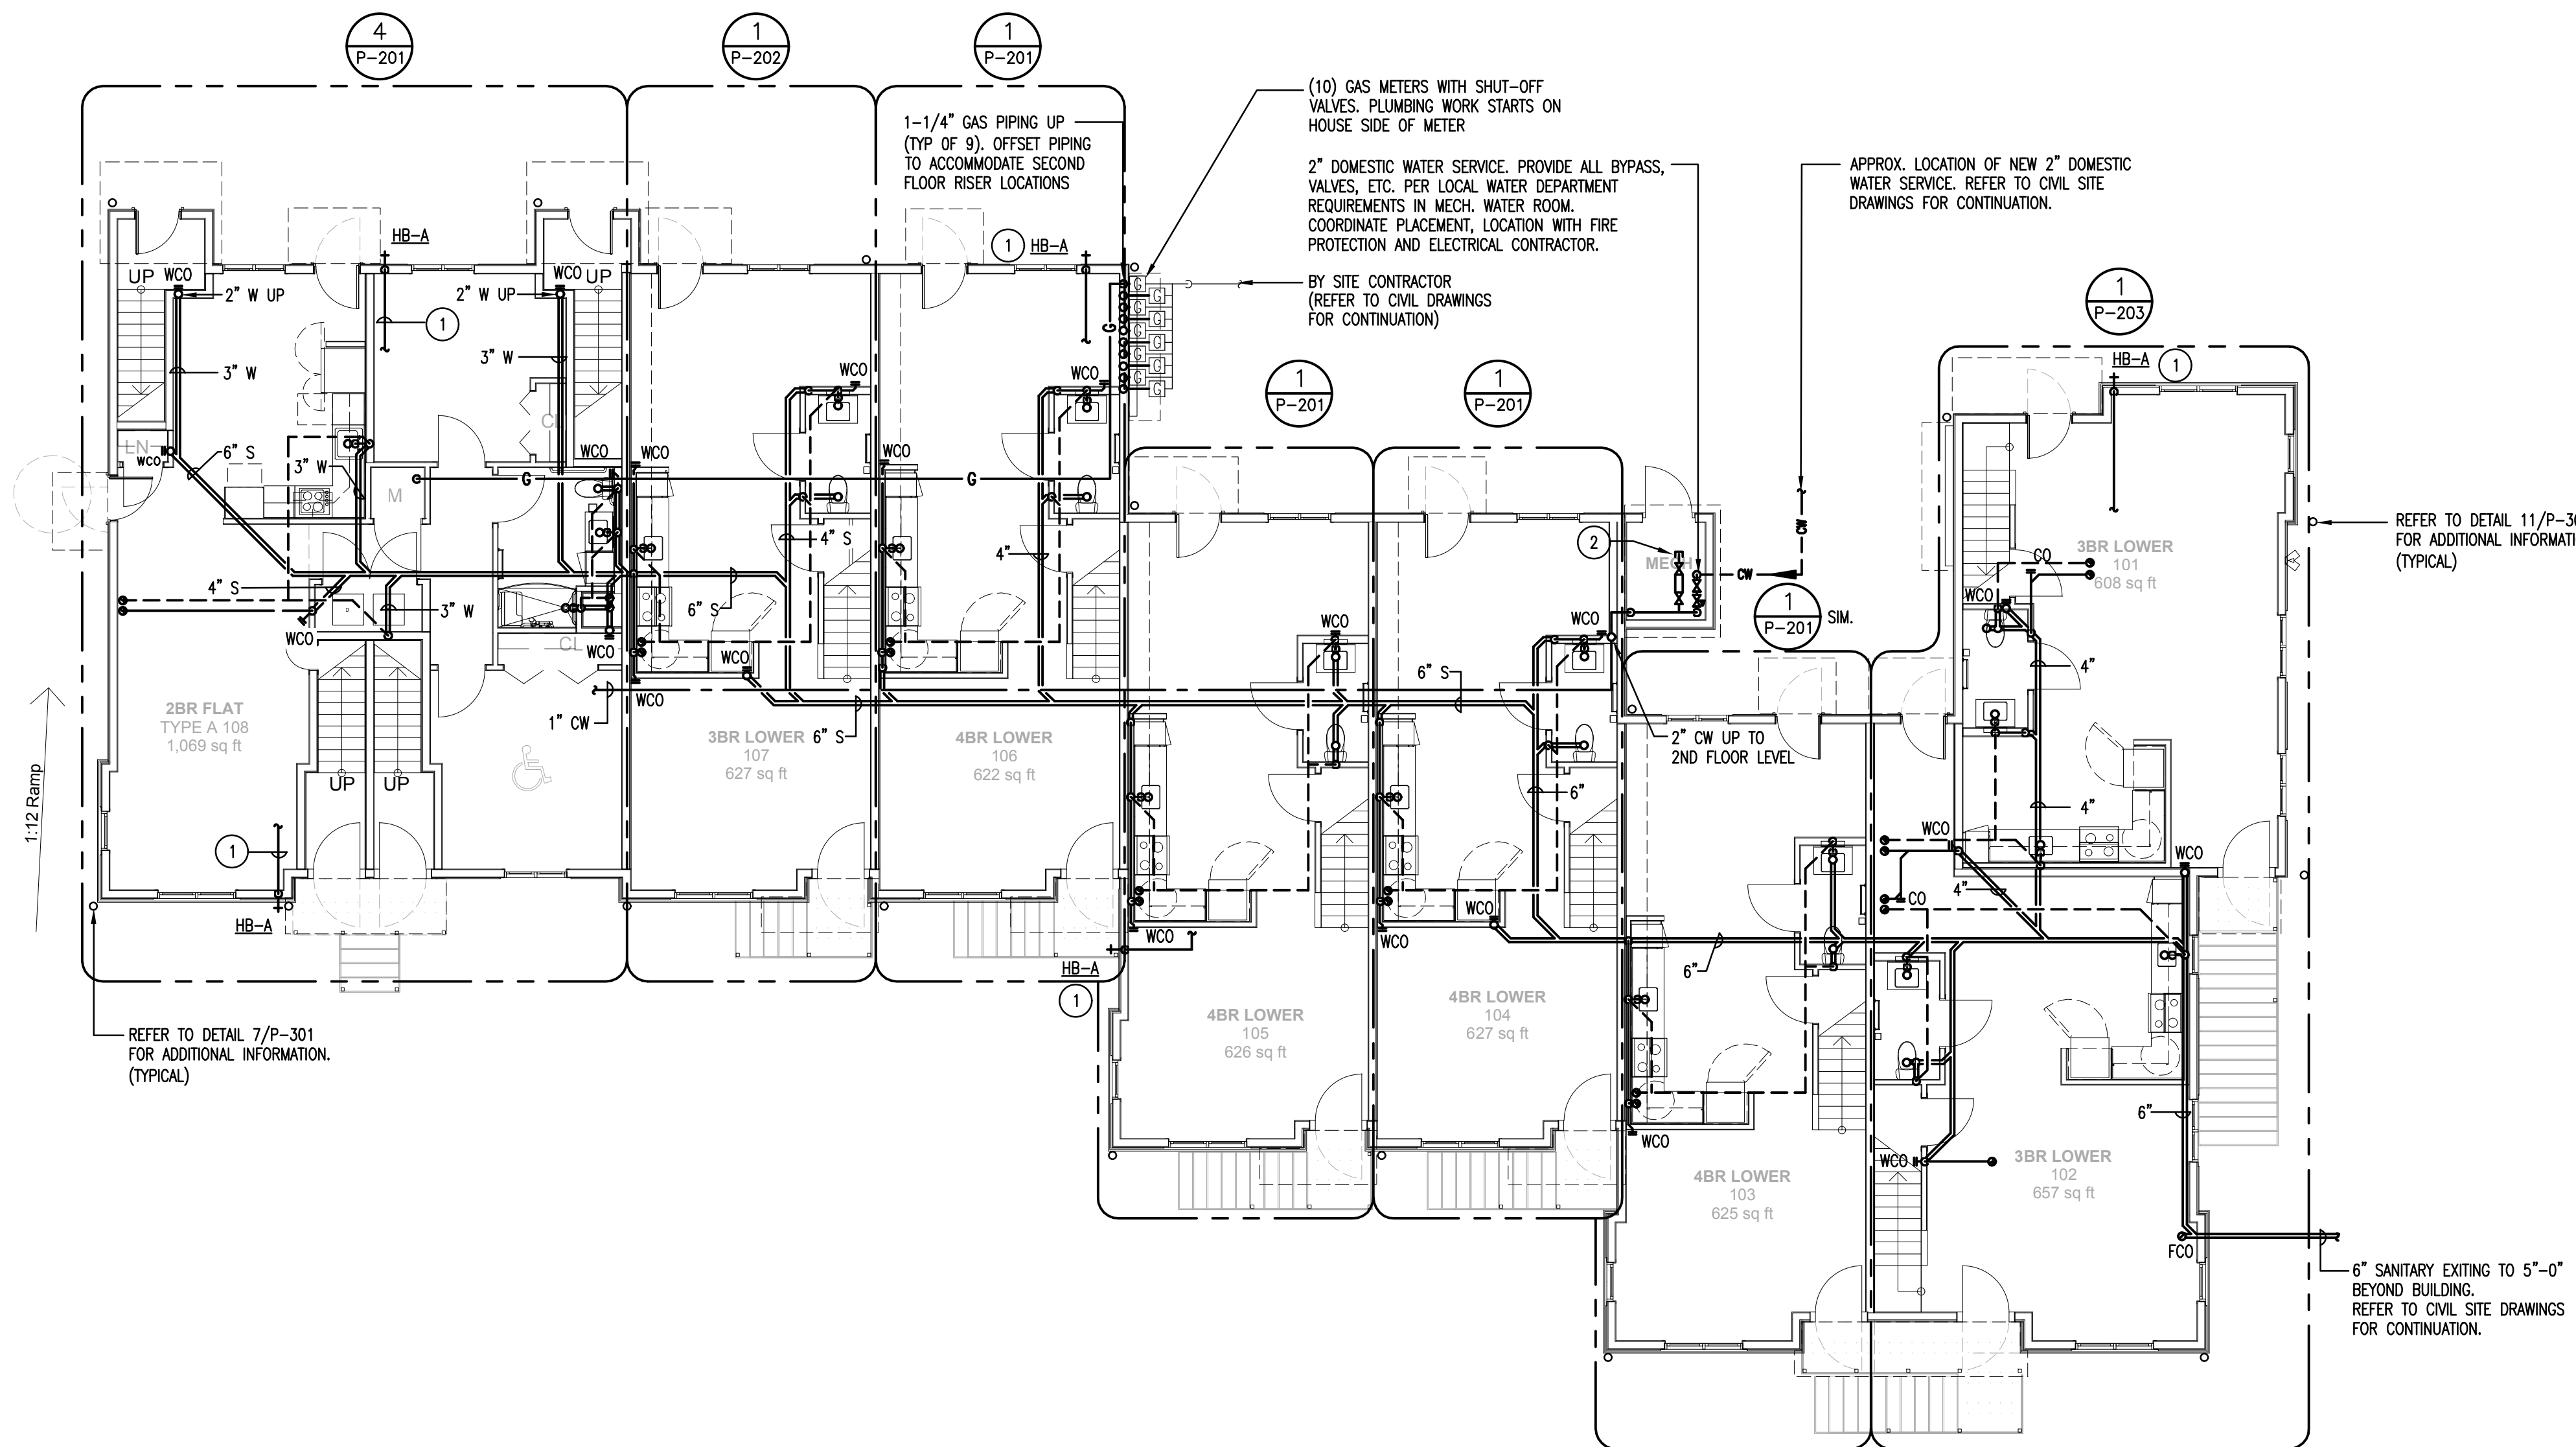 4
P-201
1
P-202
1
P-201
(10) GAS METERS WITH SHUT-OFF
VALVES. PLUMBING WORK STARTS ON
HOUSE SIDE OF METER
1-1/4" GAS PIPING UP
(TYP OF 9). OFFSET PIPING
TO ACCOMMODATE SECOND
FLOOR RISER LOCATIONS
2" DOMESTIC WATER SERVICE. PROVIDE ALL BYPASS,
VALVES, ETC. PER LOCAL WATER DEPARTMENT
REQUIREMENTS IN MECH. WATER ROOM.
COORDINATE PLACEMENT, LOCATION WITH FIRE
PROTECTION AND ELECTRICAL CONTRACTOR.
APPROX. LOCATION OF NEW 2" DOMESTIC
WATER SERVICE. REFER TO CIVIL SITE
DRAWINGS FOR CONTINUATION.
BY SITE CONTRACTOR
(REFER TO CIVIL DRAWINGS
FOR CONTINUATION)
HB-A
1 HB-A
UP WCO
WCO UP
2" W UP
2" W UP
1
3" W
3" W
G
G
G
G
G
G
G
G
G
G
G
1
P-203
HB-A 1
1
P-201
1
P-201
WCO
WCO
CL
LN
WCO
6" S
3" W
M
WCO
WCO
WCO
G
G
4" S
4"
2
MECH
CW
CW
1
P-201
SIM.
REFER TO DETAIL 11/P-30
FOR ADDITIONAL INFORMATI
(TYPICAL)
3BR LOWER
101
608 sq ft
CO
WCO
4" S
3" W
6" S
WCO
WCO
CL
WCO
WCO
WCO
WCO
4"
6" S
1" CW
6" S
2BR FLAT
TYPE A 108
1,069 sq ft
3BR LOWER
107
627 sq ft
4BR LOWER
106
622 sq ft
2" CW UP TO
2ND FLOOR LEVEL
UP
UP
6"
4"
1:12 Ramp
1
HB-A
WCO
WCO
4"
CO
WCO
WCO
WCO
HB-A
1
6"
REFER TO DETAIL 7/P-301
FOR ADDITIONAL INFORMATION.
(TYPICAL)
4BR LOWER
105
626 sq ft
4BR LOWER
104
627 sq ft
WCO
WCO
6"
4BR LOWER
103
625 sq ft
3BR LOWER
102
657 sq ft
FCO
6" SANITARY EXITING TO 5"-0"
BEYOND BUILDING.
REFER TO CIVIL SITE DRAWINGS
FOR CONTINUATION.